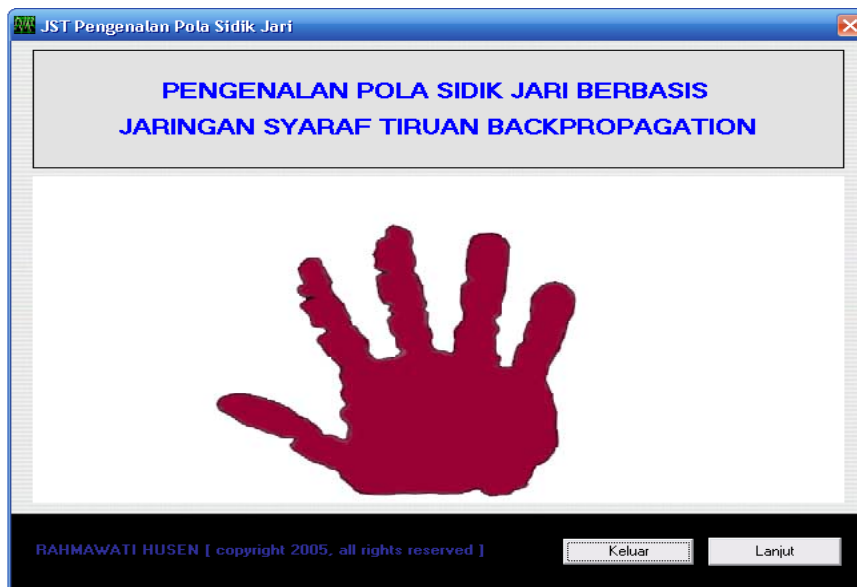 JST Pengenalan Pola Sidik Jari
PENGENALAN POLA SIDIK JARI BERBASIS
JARINGAN SYARAF TIRUAN BACKPROPAGATION
RAHMAWATI HUSEN [ copyright 2005, all rights reserved ]
Keluar
Lanjut